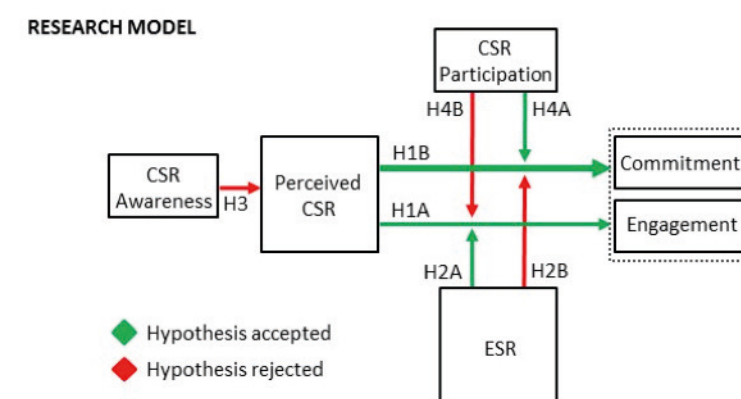 RESEARCH MODEL
CSR
Participation
H4B
H4A
H1B
Commitment
CSR
Awareness
H3
Perceived
CSR
H1A
Engagement
H2A
H2B
Hypothesis accepted
ESR
Hypothesis rejected